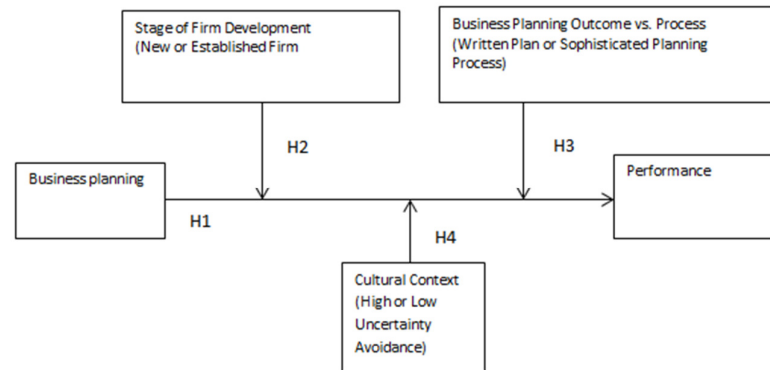 Stage of Firm Development
(New or Established Firm
Business Planning Outcome vs. Process
(Written Plan or Sophisticated Planning
Process)
H2
H3
Business planning
Performance
H1
H4
Cultural Context
(High or Low
Uncertainty
Avoidance)